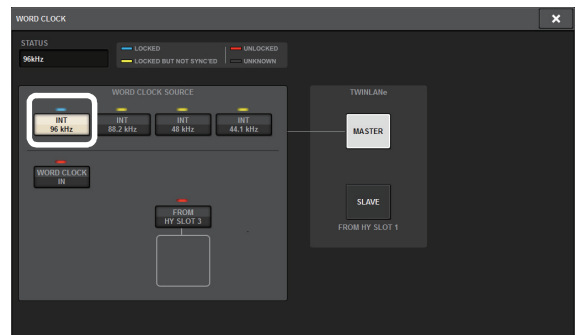 WORD CLOCK
STATUS
96kHz
LOCKED
UNLOCKED
LOCKED BUT NOT SYNC'ED
UNKNOWN
WORD CLOCK SOURCE
TWINLANe
INT
96 kHz
INT
88.2 kHz
INT
48 kHz
INT
44.1 kHz
MASTER
WORD CLOCK
IN
FROM
HY SLOT 3
SLAVE
FROM HY SLOT 1